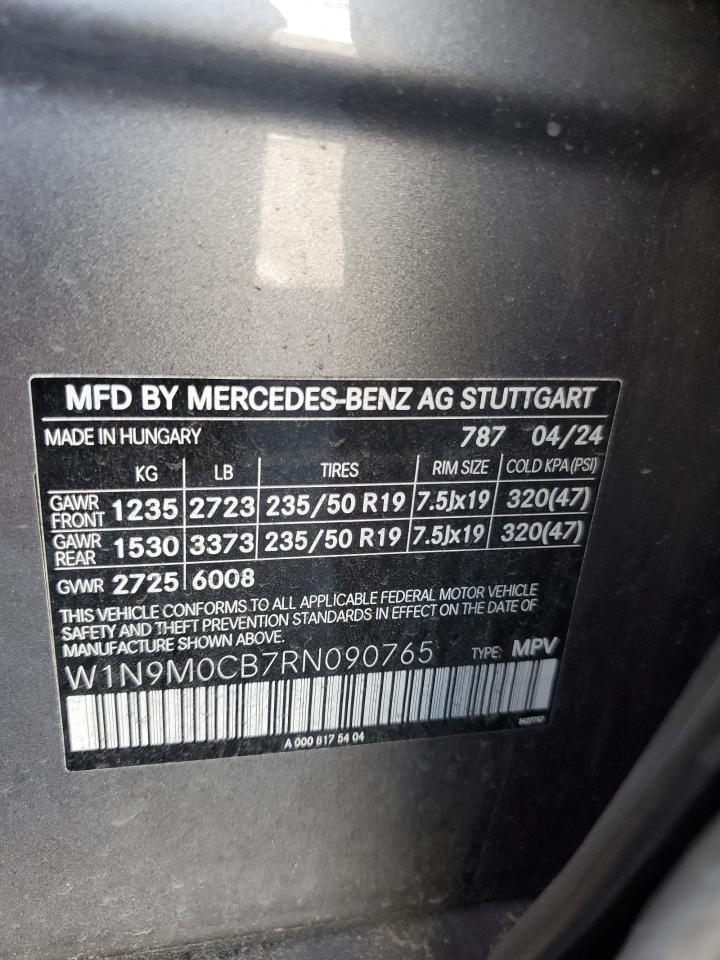 MFD BY MERCEDES-BENZ AG STUTTGART
MADE IN HUNGARY 787 04/24
KG LB TIRES RIM SIZE COLD KPA (PSI)
GAWR FRONT 1235 2723 235/50 R19 7.5Jx19 320(47)
GAWR REAR 1530 3373 235/50 R19 7.5Jx19 320(47)
GVWR 2725 6008
THIS VEHICLE CONFORMS TO ALL APPLICABLE FEDERAL MOTOR VEHICLE
SAFETY AND THEFT PREVENTION STANDARDS IN EFFECT ON THE DATE OF
MANUFACTURE SHOWN ABOVE.
W1N9M0CB7RN090765 TYPE: MPV
A 000 817 54 04